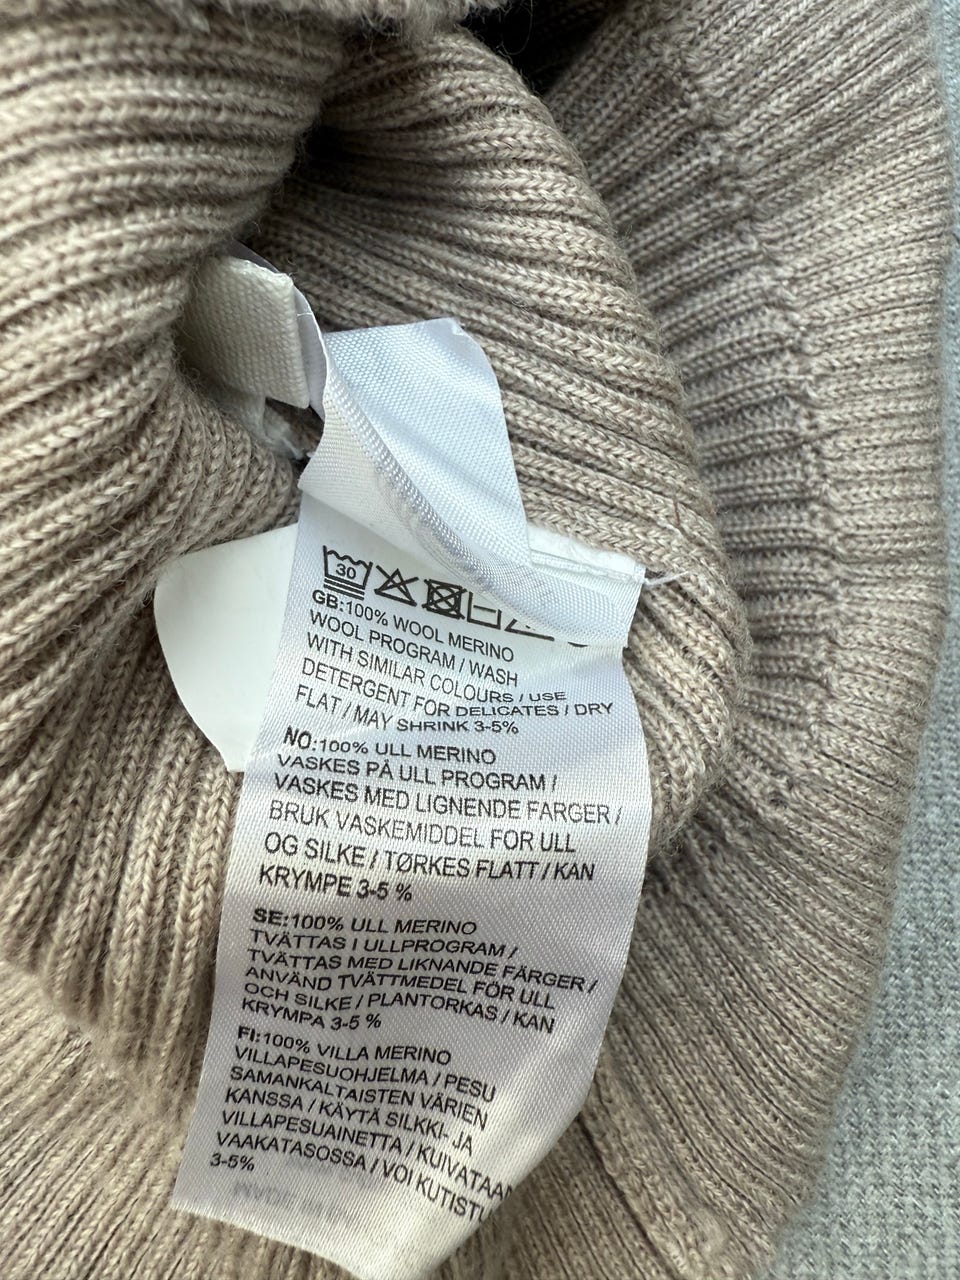 30
GB:100% WOOL MERINO
WOOL PROGRAM / WASH
WITH SIMILAR COLOURS / USE
DETERGENT FOR DELICATES / DRY
FLAT / MAY SHRINK 3-5%
NO:100% ULL MERINO
VASKES PÅ ULL PROGRAM /
VASKES MED LIGNENDE FARGER /
BRUK VASKEMIDDEL FOR ULL
OG SILKE / TØRKES FLATT / KAN
KRYMPE 3-5 %
SE:100% ULL MERINO
TVÄTTAS I ULLPROGRAM /
TVÄTTAS MED LIKNANDE FÄRGER /
ANVÄND TVÄTTMEDEL FÖR ULL
OCH SILKE / PLANTORKAS / KAN
KRYMPA 3-5 %
FI:100% VILLA MERINO
VILLAPESUOHJELMA / PESU
SAMANKALTAISTEN VÄRIEN
KANSSA / KÄYTÄ SILKKI- JA
VILLAPESUAINETTA / KUIVATAAN
VAAKATASOSSA / VOI KUTISTU
3-5%